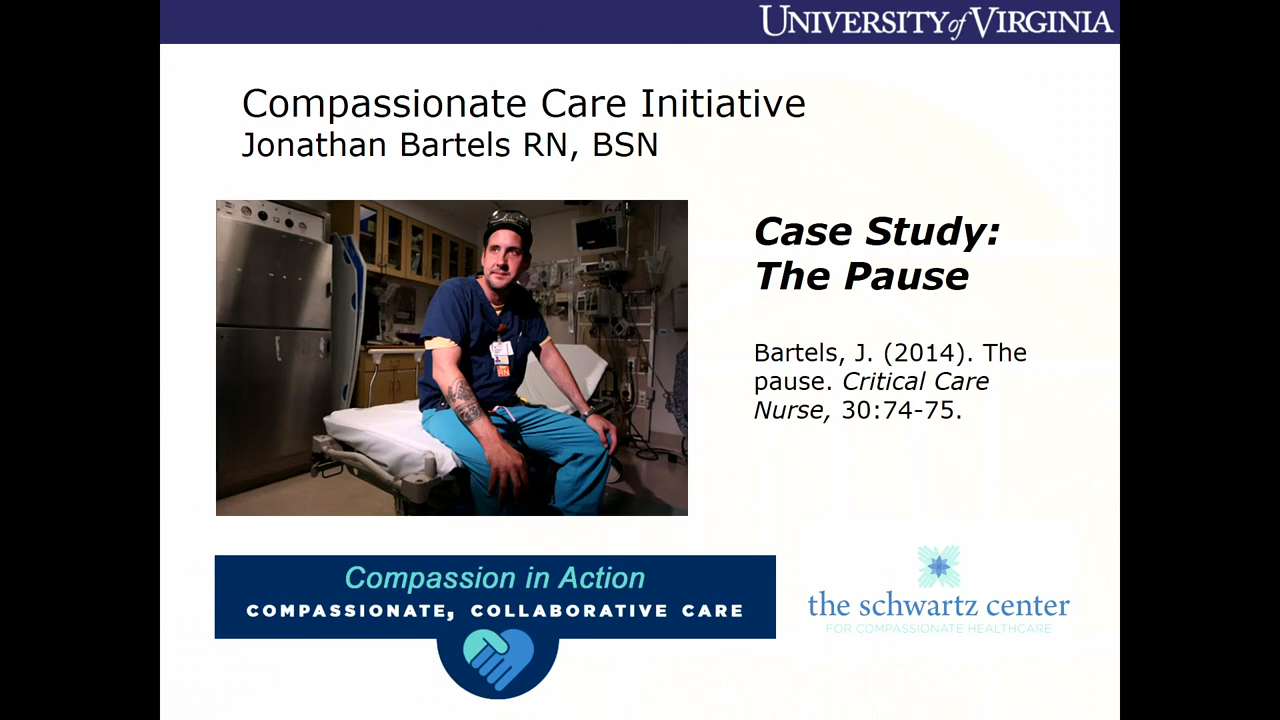 UNIVERSITY of VIRGINIA
Compassionate Care Initiative
Jonathan Bartels RN, BSN
Case Study:
The Pause
Bartels, J. (2014). The
pause. Critical Care
Nurse, 30:74-75.
Compassion in Action
COMPASSIONATE, COLLABORATIVE CARE
the schwartz center
FOR COMPASSIONATE HEALTHCARE